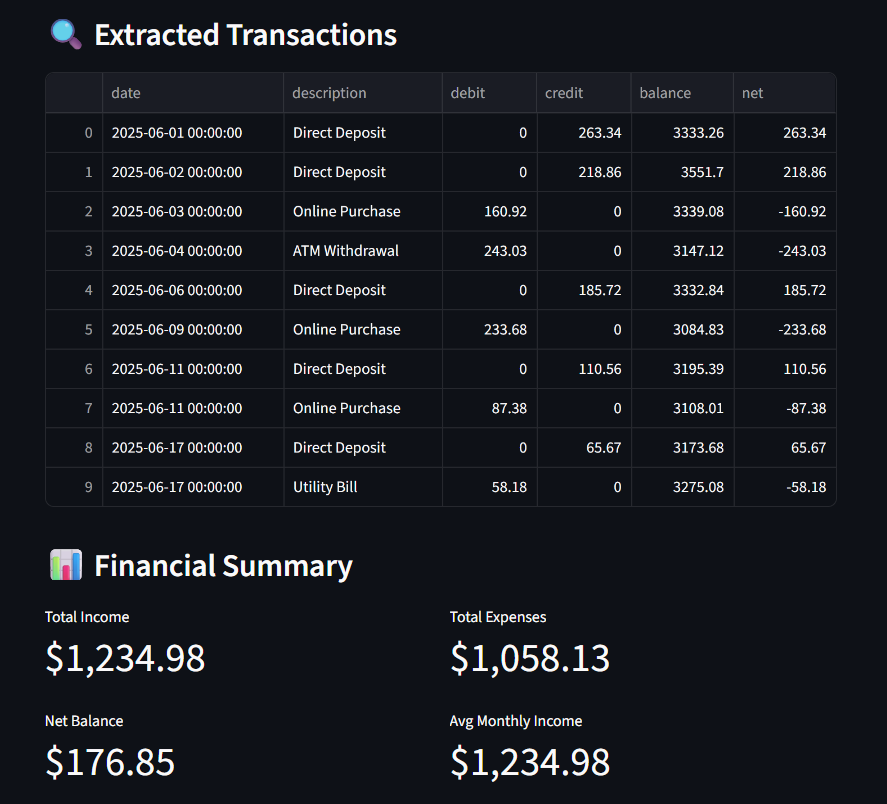 Extracted Transactions
date description debit credit balance net
0 2025-06-01 00:00:00 Direct Deposit 0 263.34 3333.26 263.34
1 2025-06-02 00:00:00 Direct Deposit 0 218.86 3551.7 218.86
2 2025-06-03 00:00:00 Online Purchase 160.92 0 3339.08 -160.92
3 2025-06-04 00:00:00 ATM Withdrawal 243.03 0 3147.12 -243.03
4 2025-06-06 00:00:00 Direct Deposit 0 185.72 3332.84 185.72
5 2025-06-09 00:00:00 Online Purchase 233.68 0 3084.83 -233.68
6 2025-06-11 00:00:00 Direct Deposit 0 110.56 3195.39 110.56
7 2025-06-11 00:00:00 Online Purchase 87.38 0 3108.01 -87.38
8 2025-06-17 00:00:00 Direct Deposit 0 65.67 3173.68 65.67
9 2025-06-17 00:00:00 Utility Bill 58.18 0 3275.08 -58.18
Financial Summary
Total Income Total Expenses
$1,234.98 $1,058.13
Net Balance Avg Monthly Income
$176.85 $1,234.98